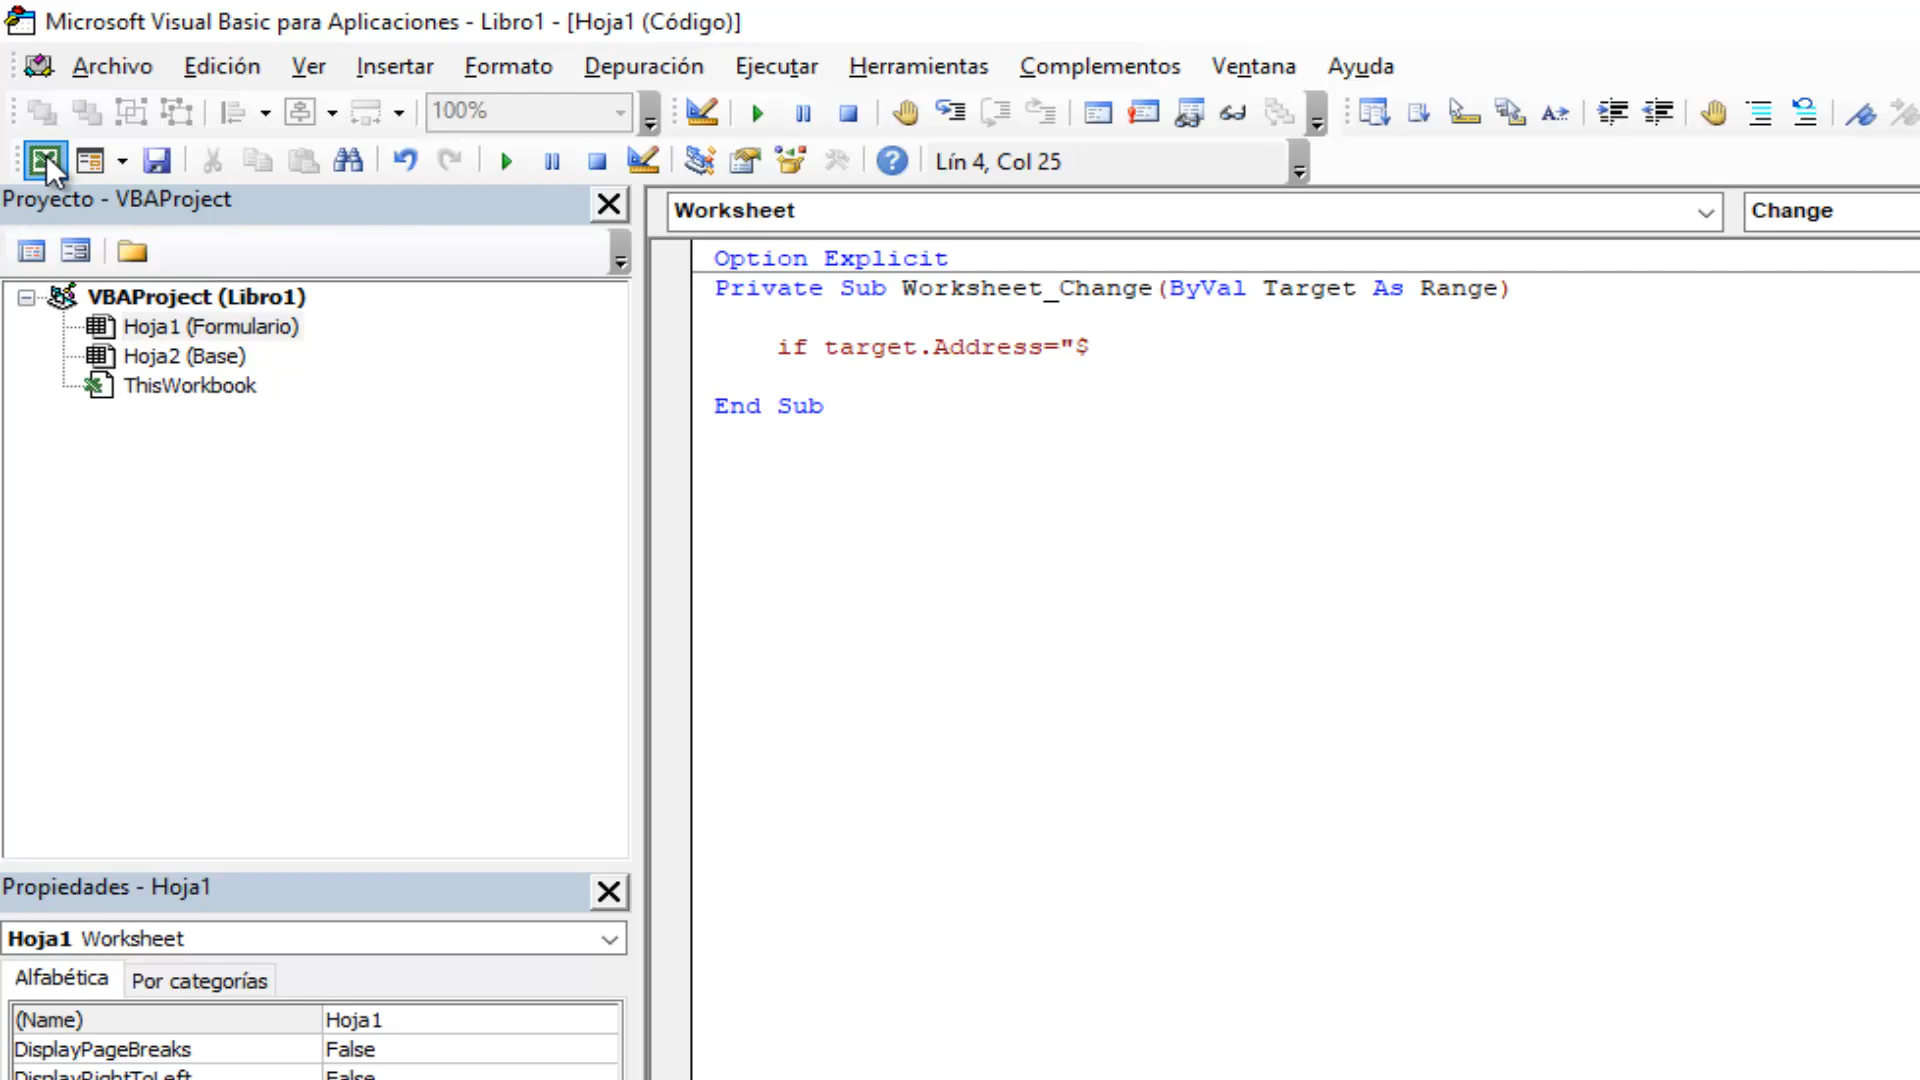 Microsoft Visual Basic para Aplicaciones - Libro1 - [Hoja1 (Código)]
Archivo Edición Ver Insertar Formato Depuración Ejecutar Herramientas Complementos Ventana Ayuda
100%
Lín 4, Col 25
Proyecto - VBAProject
VBAProject (Libro1)
Hoja1 (Formulario)
Hoja2 (Base)
ThisWorkbook
Worksheet
Change
Option Explicit
Private Sub Worksheet_Change(ByVal Target As Range)
if target.Address="$
End Sub
Propiedades - Hoja1
Hoja1 Worksheet
Alfabética Por categorías
(Name) Hoja1
DisplayPageBreaks False
DisplayRightToLeft False